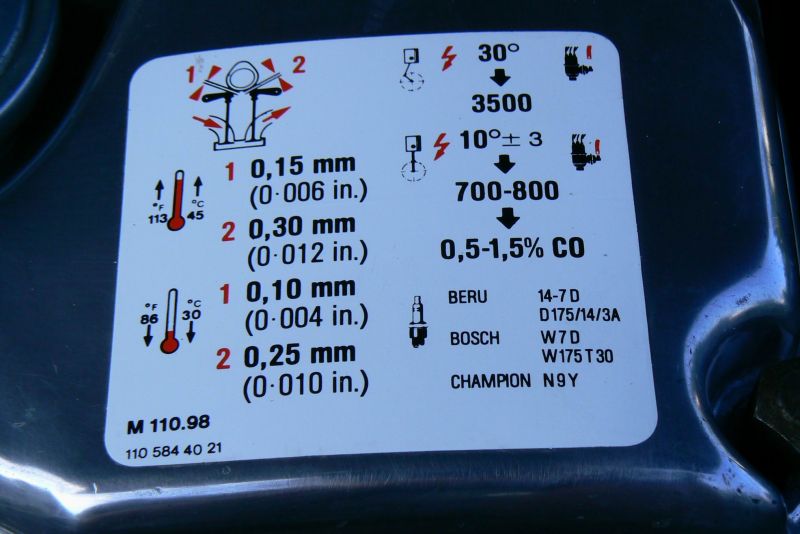 1 2
1 0,15 mm
(0·006 in.)
°F °C
113 45
2 0,30 mm
(0·012 in.)
1 0,10 mm
(0·004 in.)
°F °C
86 30
2 0,25 mm
(0·010 in.)
M 110.98
110 584 40 21
30°
3500
10° ± 3
700-800
0,5-1,5% CO
BERU 14-7 D
D175/14/3A
BOSCH W7D
W175T30
CHAMPION N9Y